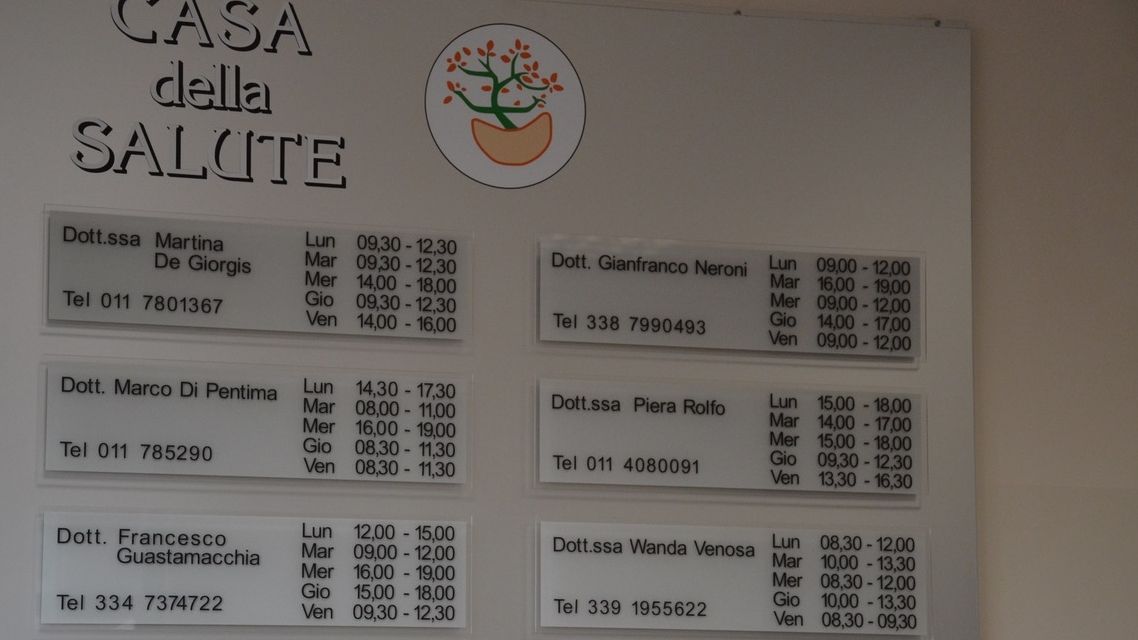 CASA
della
SALUTE
Dott.ssa Martina
De Giorgis
Tel 011 7801367
Lun 09,30 - 12,30
Mar 09,30 - 12,30
Mer 14,00 - 18,00
Gio 09,30 - 12,30
Ven 14,00 - 16,00
Dott. Gianfranco Neroni
Tel 338 7990493
Lun 09,00 - 12,00
Mar 16,00 - 19,00
Mer 09,00 - 12,00
Gio 14,00 - 17,00
Ven 09,00 - 12,00
Dott. Marco Di Pentima
Tel 011 785290
Lun 14,30 - 17,30
Mar 08,00 - 11,00
Mer 16,00 - 19,00
Gio 08,30 - 11,30
Ven 08,30 - 11,30
Dott.ssa Piera Rolfo
Tel 011 4080091
Lun 15,00 - 18,00
Mar 14,00 - 17,00
Mer 15,00 - 18,00
Gio 09,30 - 12,30
Ven 13,30 - 16,30
Dott. Francesco
Guastamacchia
Tel 334 7374722
Lun 12,00 - 15,00
Mar 09,00 - 12,00
Mer 16,00 - 19,00
Gio 15,00 - 18,00
Ven 09,30 - 12,30
Dott.ssa Wanda Venosa
Tel 339 1955622
Lun 08,30 - 12,00
Mar 10,00 - 13,30
Mer 08,30 - 12,00
Gio 10,00 - 13,30
Ven 08,30 - 09,30